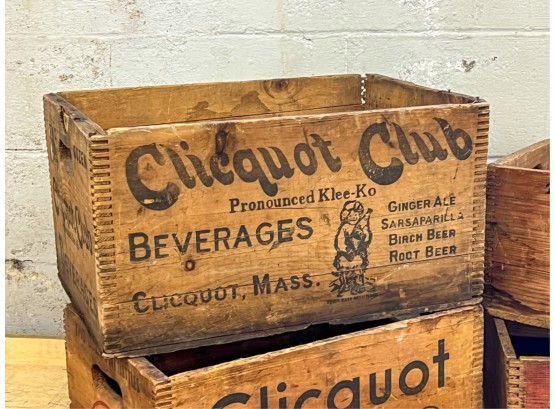 Clicquot Club
Pronounced Klee-Ko
BEVERAGES
GINGER ALE
SARSAPARILLA
BIRCH BEER
ROOT BEER
CLICQUOT, MASS.
Clicquot